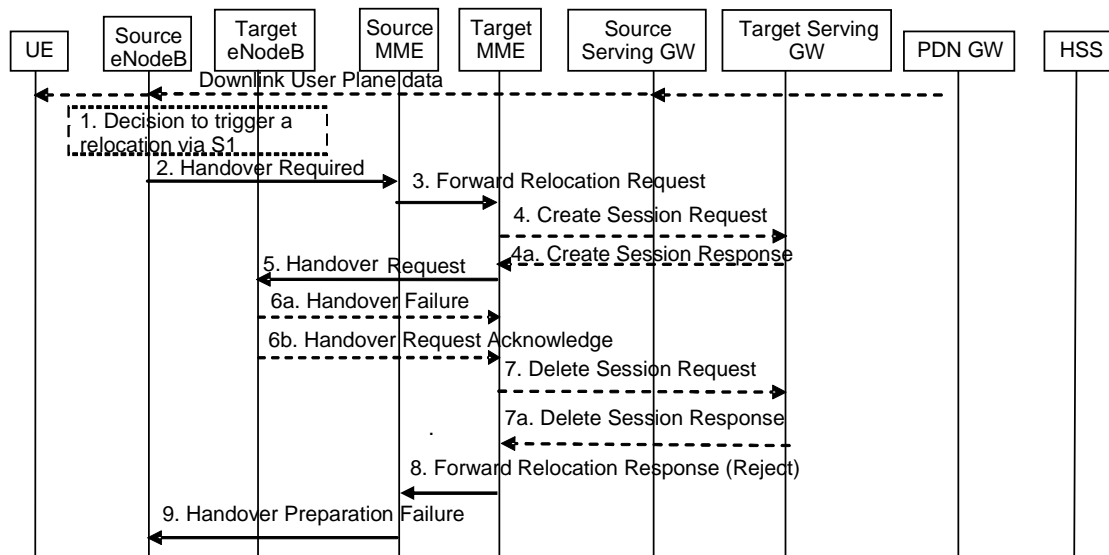 UE
Source
eNodeB
Target
eNodeB
Source
MME
Target
MME
Source
Serving GW
Target Serving
GW
PDN GW
HSS
Downlink User Plane data
1. Decision to trigger a
relocation via S1
2. Handover Required
3. Forward Relocation Request
4. Create Session Request
4a. Create Session Response
5. Handover Request
6a. Handover Failure
6b. Handover Request Acknowledge
7. Delete Session Request
7a. Delete Session Response
8. Forward Relocation Response (Reject)
9. Handover Preparation Failure